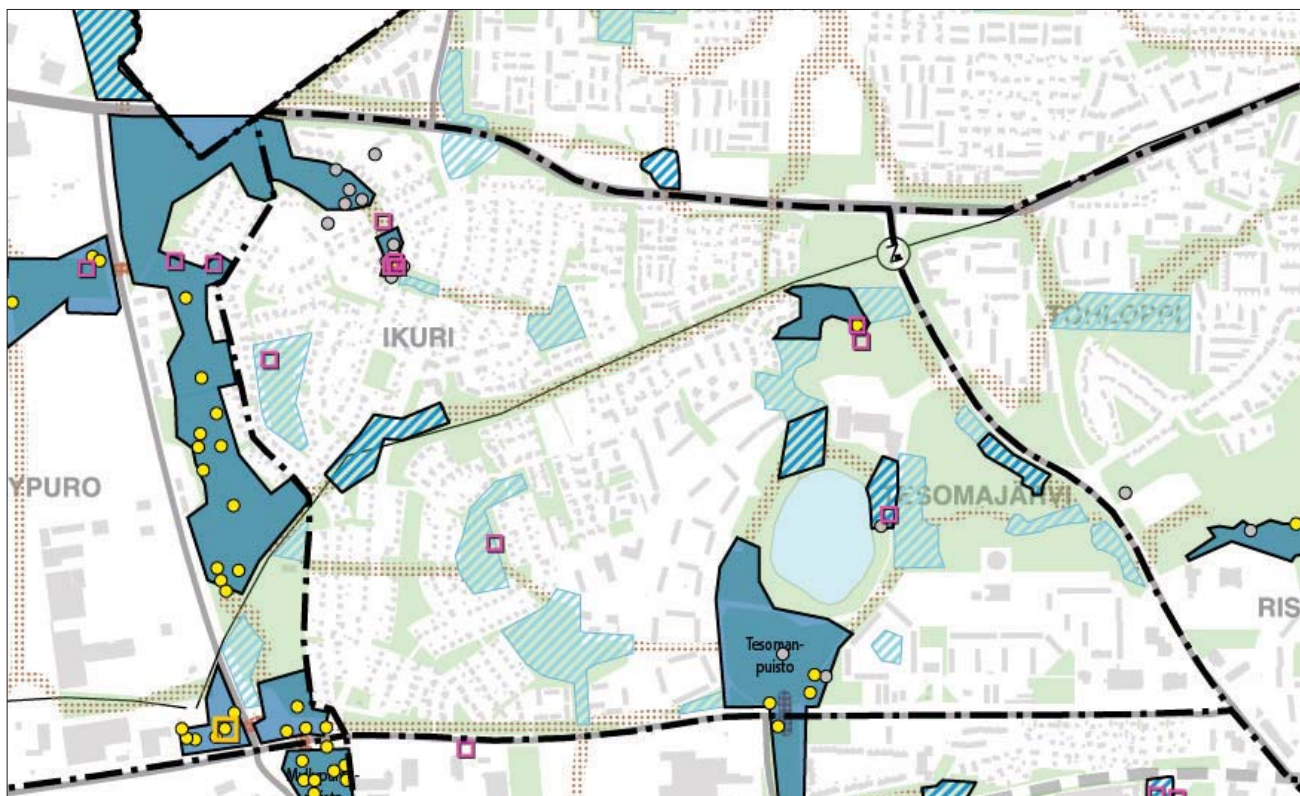 TOHLOPPI
IKURI
YPURO
TESOMAJÄRVI
RIS
Tesoman-
puisto